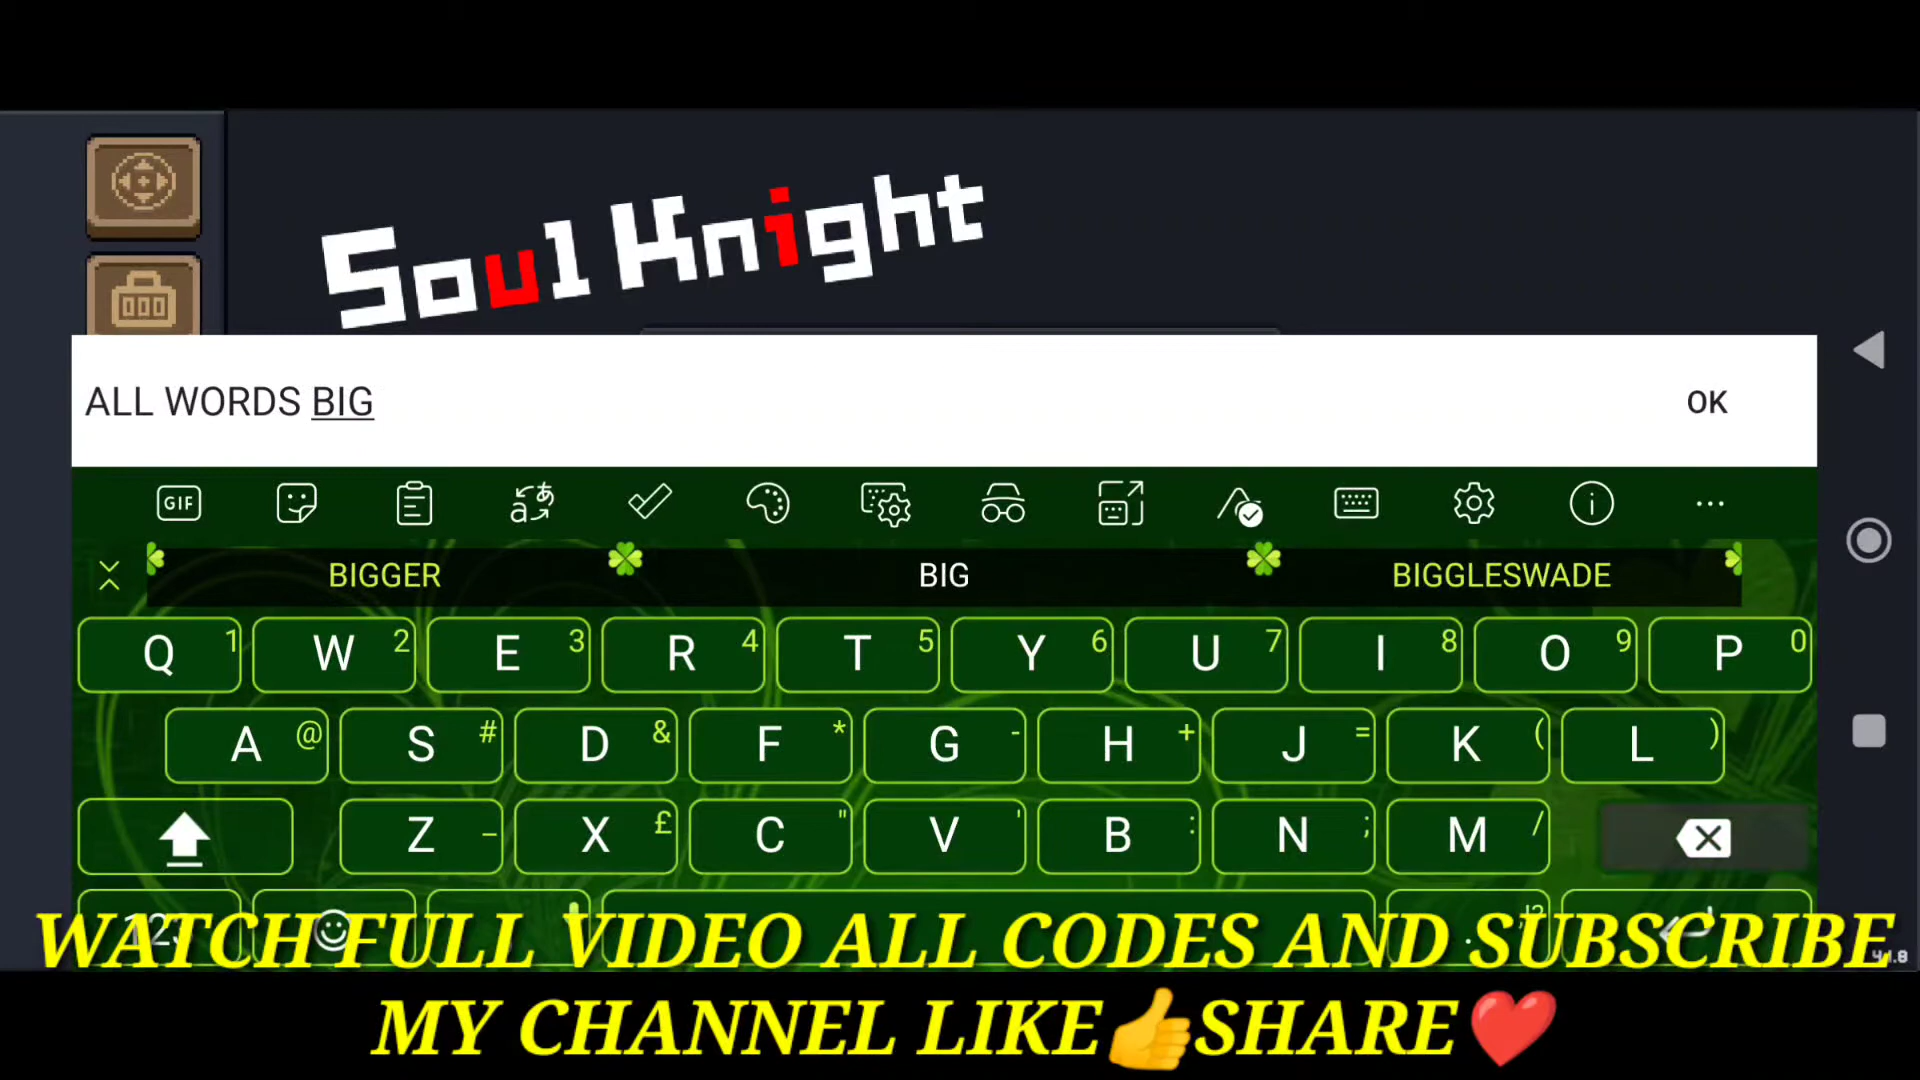 Soul Knight
ALL WORDS BIG
OK
GIF
BIGGER BIG BIGGLESWADE
Q 1 W 2 E 3 R 4 T 5 Y 6 U 7 I 8 O 9 P 0
A @ S # D & F * G - H + J = K ( L )
Z _ X £ C " V ' B : N ; M /
123 !?
WATCH FULL VIDEO ALL CODES AND SUBSCRIBE
MY CHANNEL LIKE👍SHARE❤️